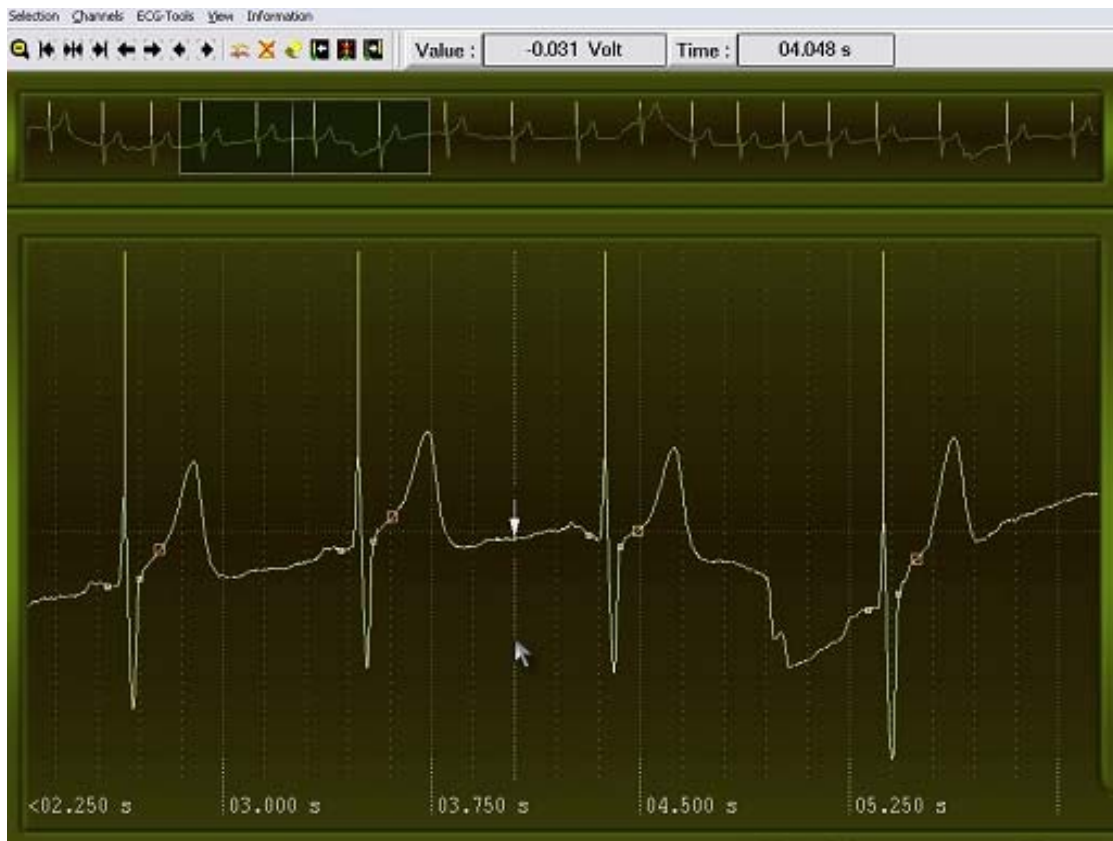 Selection Channels ECG-Tools View Information
Value : -0.031 Volt Time : 04.048 s
<02.250 s 03.000 s 03.750 s 04.500 s 05.250 s